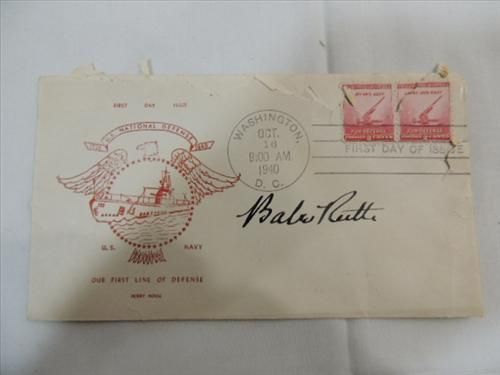 FIRST DAY ISSUE
U.S. NATIONAL DEFENSE
U.S. NAVY
OUR FIRST LINE OF DEFENSE
WASHINGTON,
OCT.
16
9:00 AM
1940
D. C.
FOR DEFENSE
FOR DEFENSE
FIRST DAY OF ISSUE
Babe Ruth